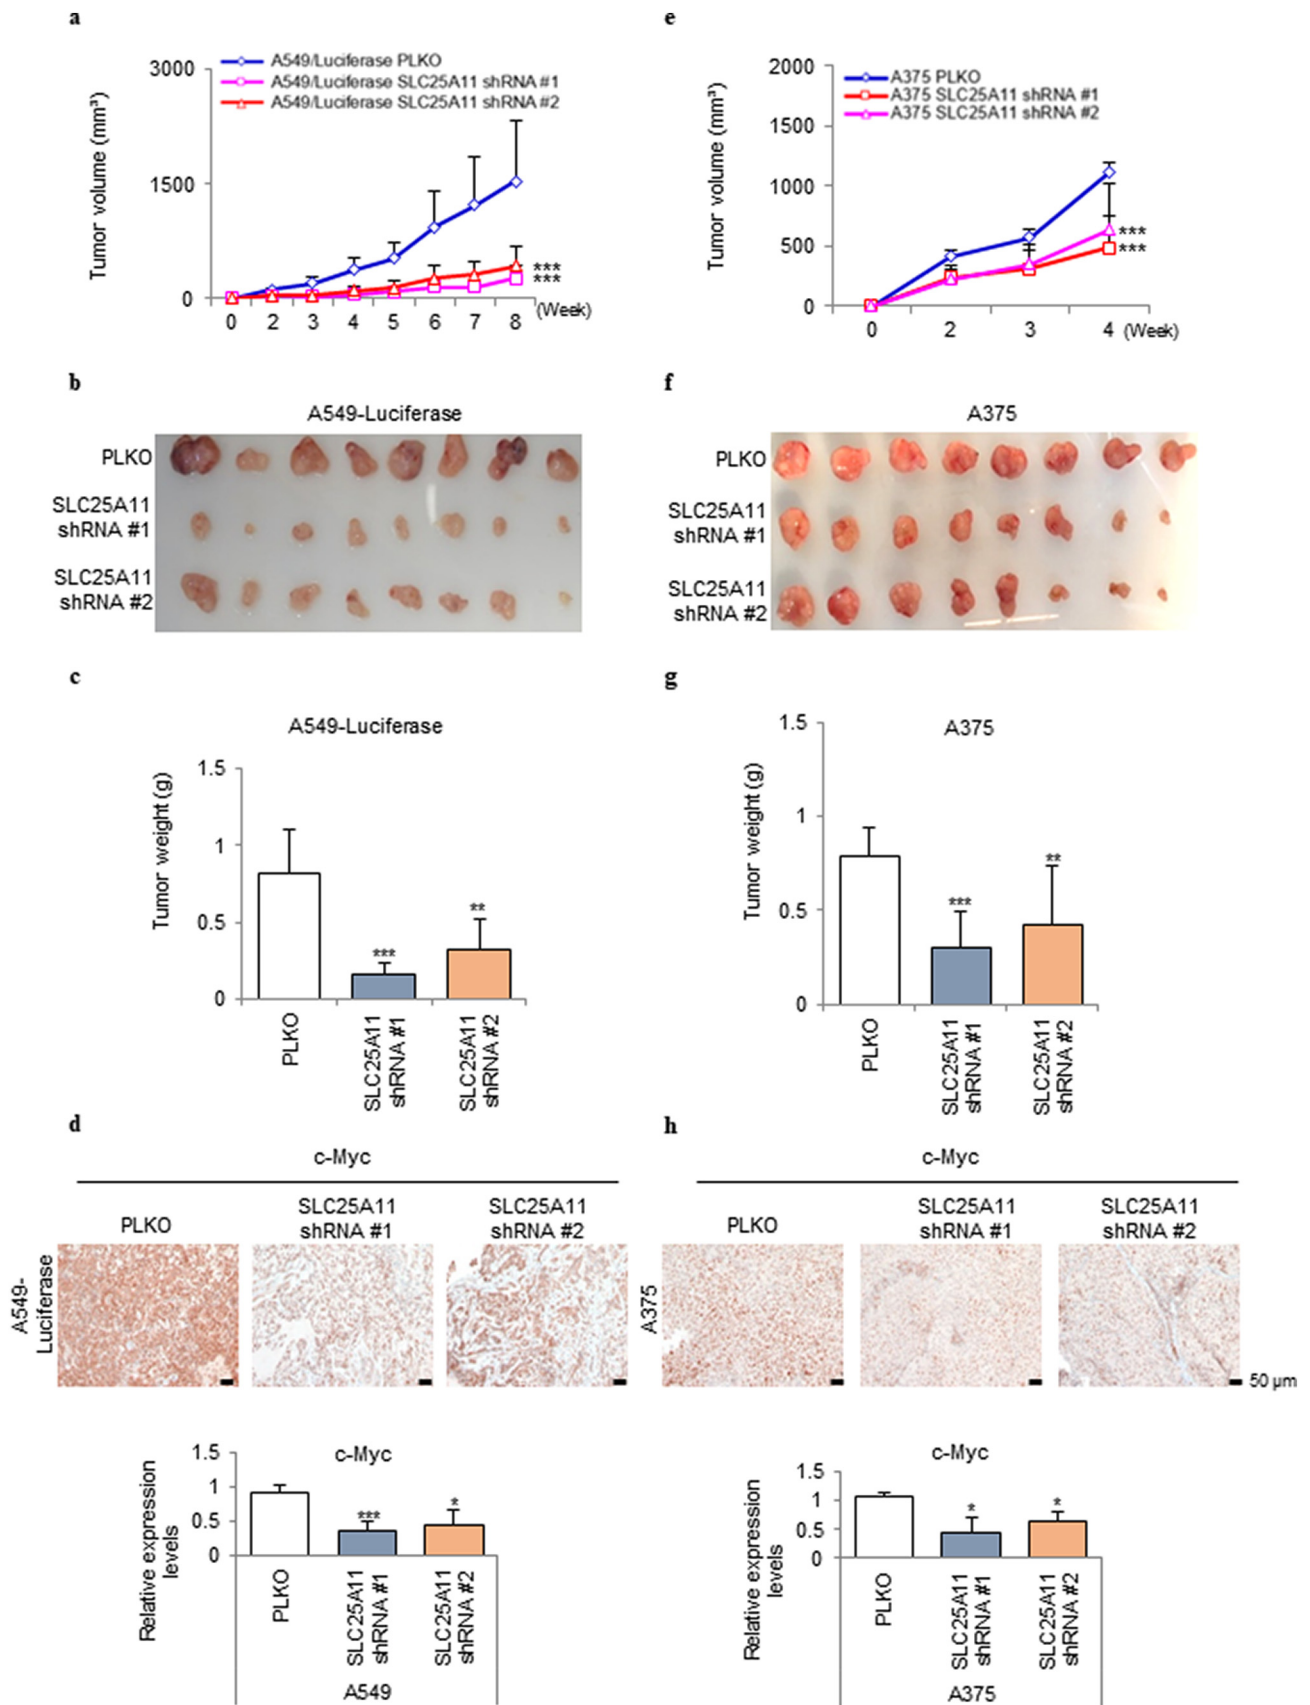 a
A549/Luciferase PLKO
A549/Luciferase SLC25A11 shRNA #1
A549/Luciferase SLC25A11 shRNA #2
Tumor volume (mm³)
3000
1500
0
***
***
0 2 3 4 5 6 7 8 (Week)
e
A375 PLKO
A375 SLC25A11 shRNA #1
A375 SLC25A11 shRNA #2
Tumor volume (mm³)
2000
1500
1000
500
0
***
***
0 2 3 4 (Week)
b
A549-Luciferase
PLKO
SLC25A11
shRNA #1
SLC25A11
shRNA #2
f
A375
PLKO
SLC25A11
shRNA #1
SLC25A11
shRNA #2
c
A549-Luciferase
Tumor weight (g)
1.5
1
0.5
0
***
**
PLKO
SLC25A11
shRNA #1
SLC25A11
shRNA #2
g
A375
Tumor weight (g)
1.5
1
0.5
0
***
**
PLKO
SLC25A11
shRNA #1
SLC25A11
shRNA #2
d
c-Myc
PLKO
SLC25A11
shRNA #1
SLC25A11
shRNA #2
A549-
Luciferase
c-Myc
Relative expression
levels
1.5
1
0.5
0
***
*
PLKO
SLC25A11
shRNA #1
SLC25A11
shRNA #2
A549
h
c-Myc
PLKO
SLC25A11
shRNA #1
SLC25A11
shRNA #2
A375
50 µm
c-Myc
Relative expression
levels
1.5
1
0.5
0
*
*
PLKO
SLC25A11
shRNA #1
SLC25A11
shRNA #2
A375